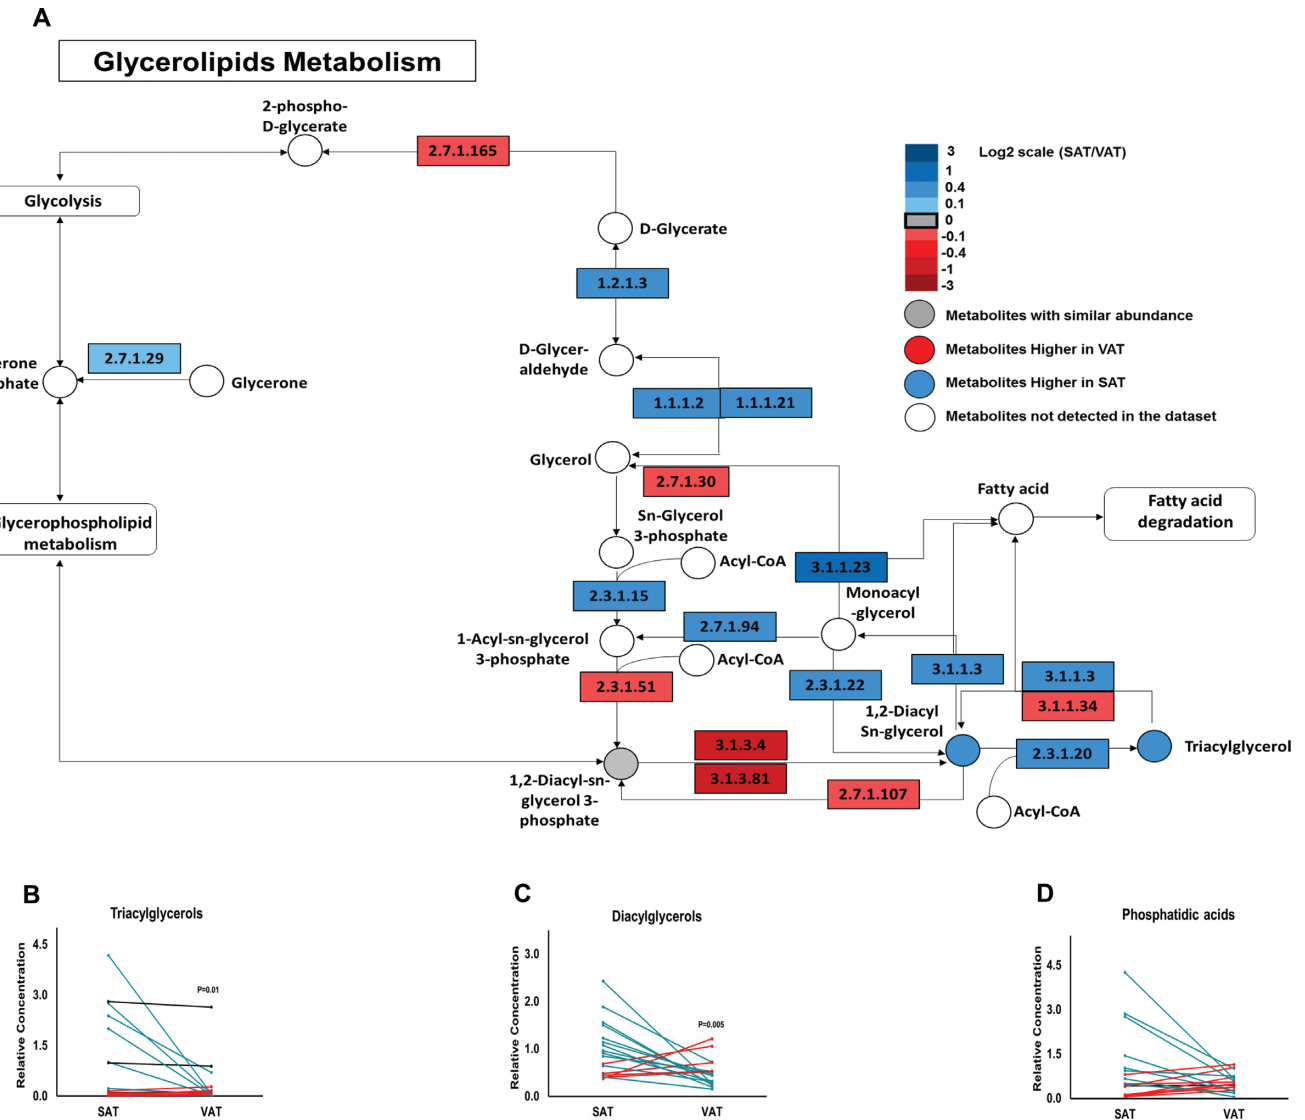 A
Glycerolipids Metabolism
2-phospho-
D-glycerate
2.7.1.165
3
Log2 scale (SAT/VAT)
1
0.4
0.1
0
-0.1
-0.4
-1
-3
Glycolysis
D-Glycerate
1.2.1.3
Metabolites with similar abundance
Metabolites Higher in VAT
Metabolites Higher in SAT
Metabolites not detected in the dataset
erone
phate
2.7.1.29
Glycerone
D-Glycer-
aldehyde
1.1.1.2
1.1.1.21
Glycerol
2.7.1.30
Fatty acid
Fatty acid
degradation
Glycerophospholipid
metabolism
Sn-Glycerol
3-phosphate
Acyl-CoA
3.1.1.23
2.3.1.15
Monoacyl
-glycerol
2.7.1.94
1-Acyl-sn-glycerol
3-phosphate
Acyl-CoA
2.3.1.51
2.3.1.22
3.1.1.3
3.1.1.3
3.1.1.34
1,2-Diacyl
Sn-glycerol
3.1.3.4
3.1.3.81
2.3.1.20
Triacylglycerol
1,2-Diacyl-sn-
glycerol 3-
phosphate
2.7.1.107
Acyl-CoA
B
Triacylglycerols
Relative Concentration
4.5
3.0
1.5
0.0
P=0.01
SAT
VAT
C
Diacylglycerols
Relative Concentration
3.0
2.0
1.0
0.0
P=0.005
SAT
VAT
D
Phosphatidic acids
Relative Concentration
4.5
3.0
1.5
0.0
SAT
VAT